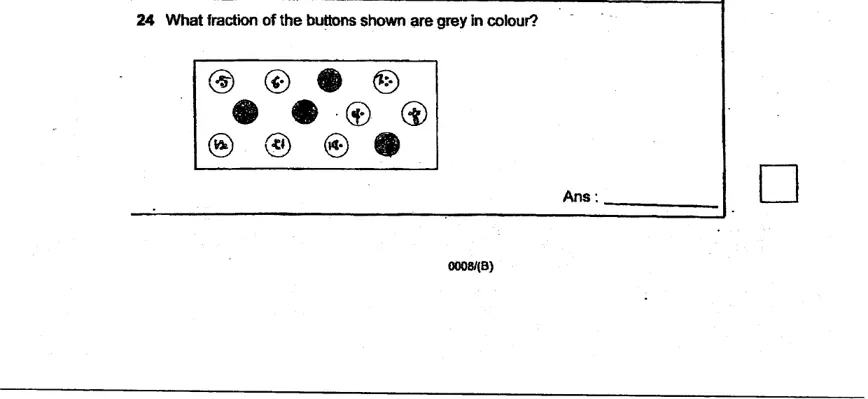 24 What fraction of the buttons shown are grey in colour?
Ans :
0008/(B)